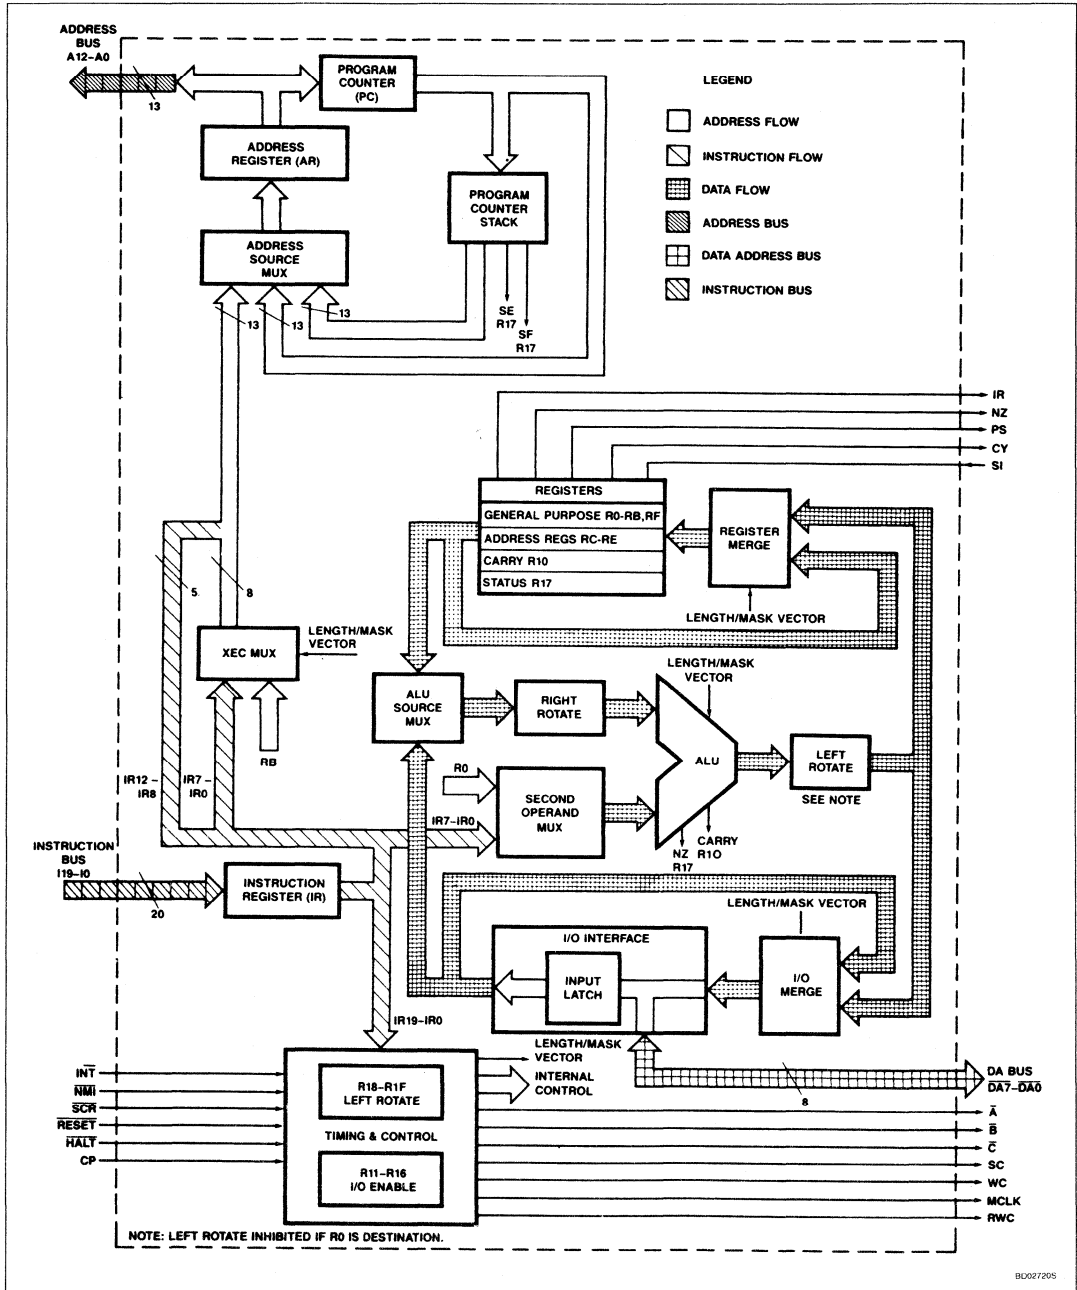 ADDRESS
BUS
A12-A0
13
PROGRAM
COUNTER
(PC)
LEGEND
ADDRESS FLOW
INSTRUCTION FLOW
DATA FLOW
ADDRESS BUS
DATA ADDRESS BUS
INSTRUCTION BUS
ADDRESS
REGISTER (AR)
PROGRAM
COUNTER
STACK
ADDRESS
SOURCE
MUX
13
13
13
SE
R17
SF
R17
IR
NZ
PS
CY
SI
REGISTERS
GENERAL PURPOSE R0-RB,RF
ADDRESS REGS RC-RE
CARRY R10
STATUS R17
REGISTER
MERGE
LENGTH/MASK VECTOR
5
8
XEC MUX
LENGTH/MASK
VECTOR
RB
IR12 -
IR8
IR7 -
IR0
ALU
SOURCE
MUX
RIGHT
ROTATE
LENGTH/MASK
VECTOR
ALU
LEFT
ROTATE
SEE NOTE
R0
IR7-IR0
SECOND
OPERAND
MUX
NZ
R17
CARRY
R10
INSTRUCTION
BUS
I19-I0
20
INSTRUCTION
REGISTER (IR)
IR19-IR0
LENGTH/MASK VECTOR
I/O INTERFACE
INPUT
LATCH
I/O
MERGE
LENGTH/MASK
VECTOR
INTERNAL
CONTROL
8
DA BUS
D̅A̅7̅-D̅A̅0̅
I̅N̅T̅
N̅M̅I̅
S̅C̅R̅
R̅E̅S̅E̅T̅
H̅A̅L̅T̅
CP
R18-R1F
LEFT ROTATE
TIMING & CONTROL
R11-R16
I/O ENABLE
A̅
B̅
C̅
SC
WC
MCLK
RWC
NOTE: LEFT ROTATE INHIBITED IF R0 IS DESTINATION.
BD02720S